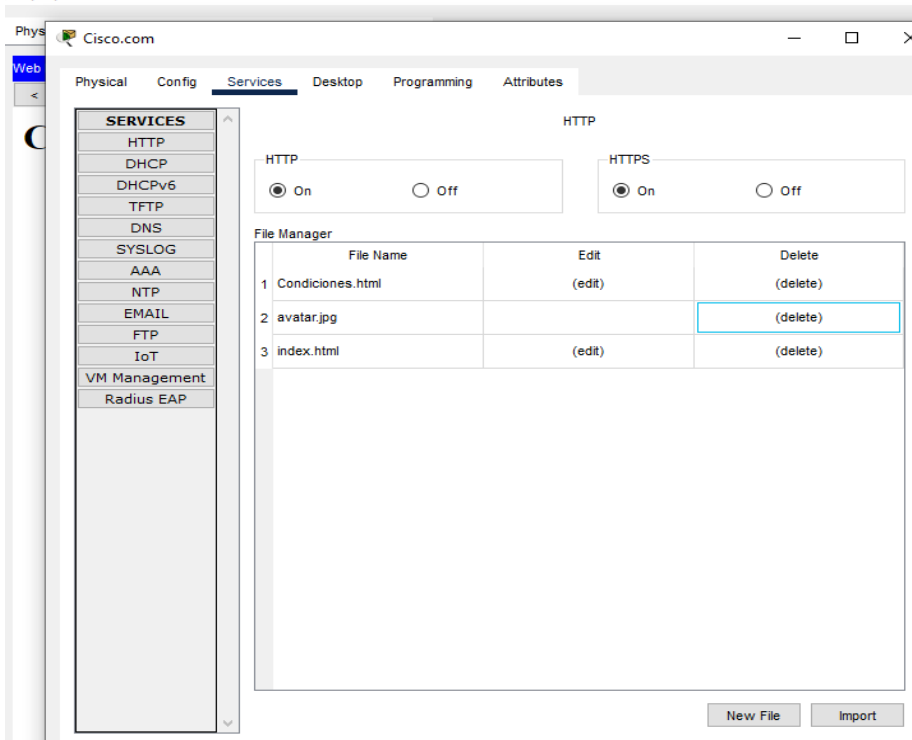 Phys
Cisco.com
Web
<
C
Physical Config Services Desktop Programming Attributes
SERVICES
HTTP
DHCP
DHCPv6
TFTP
DNS
SYSLOG
AAA
NTP
EMAIL
FTP
IoT
VM Management
Radius EAP
HTTP
HTTP
On Off
HTTPS
On Off
File Manager
File Name Edit Delete
1 Condiciones.html (edit) (delete)
2 avatar.jpg (delete)
3 index.html (edit) (delete)
New File Import